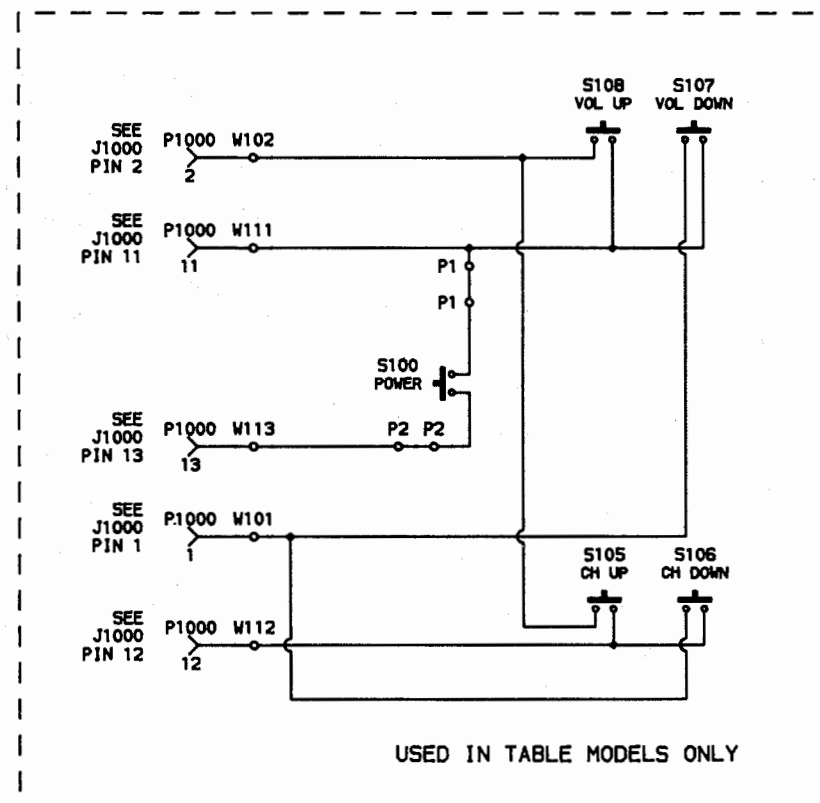 S108 S107
VOL UP VOL DOWN
SEE
J1000
PIN 2
P1000 W102
2
SEE
J1000
PIN 11
P1000 W111
11
P1
P1
S100
POWER
SEE
J1000
PIN 13
P1000 W113
13
P2 P2
SEE
J1000
PIN 1
P1000 W101
1
S105 S106
CH UP CH DOWN
SEE
J1000
PIN 12
P1000 W112
12
USED IN TABLE MODELS ONLY